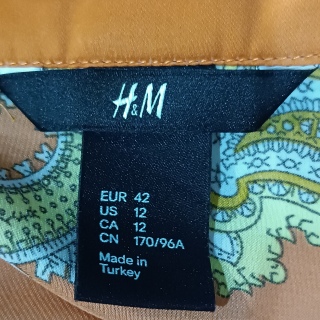 H&M
EUR 42
US 12
CA 12
CN 170/96A
Made in
Turkey